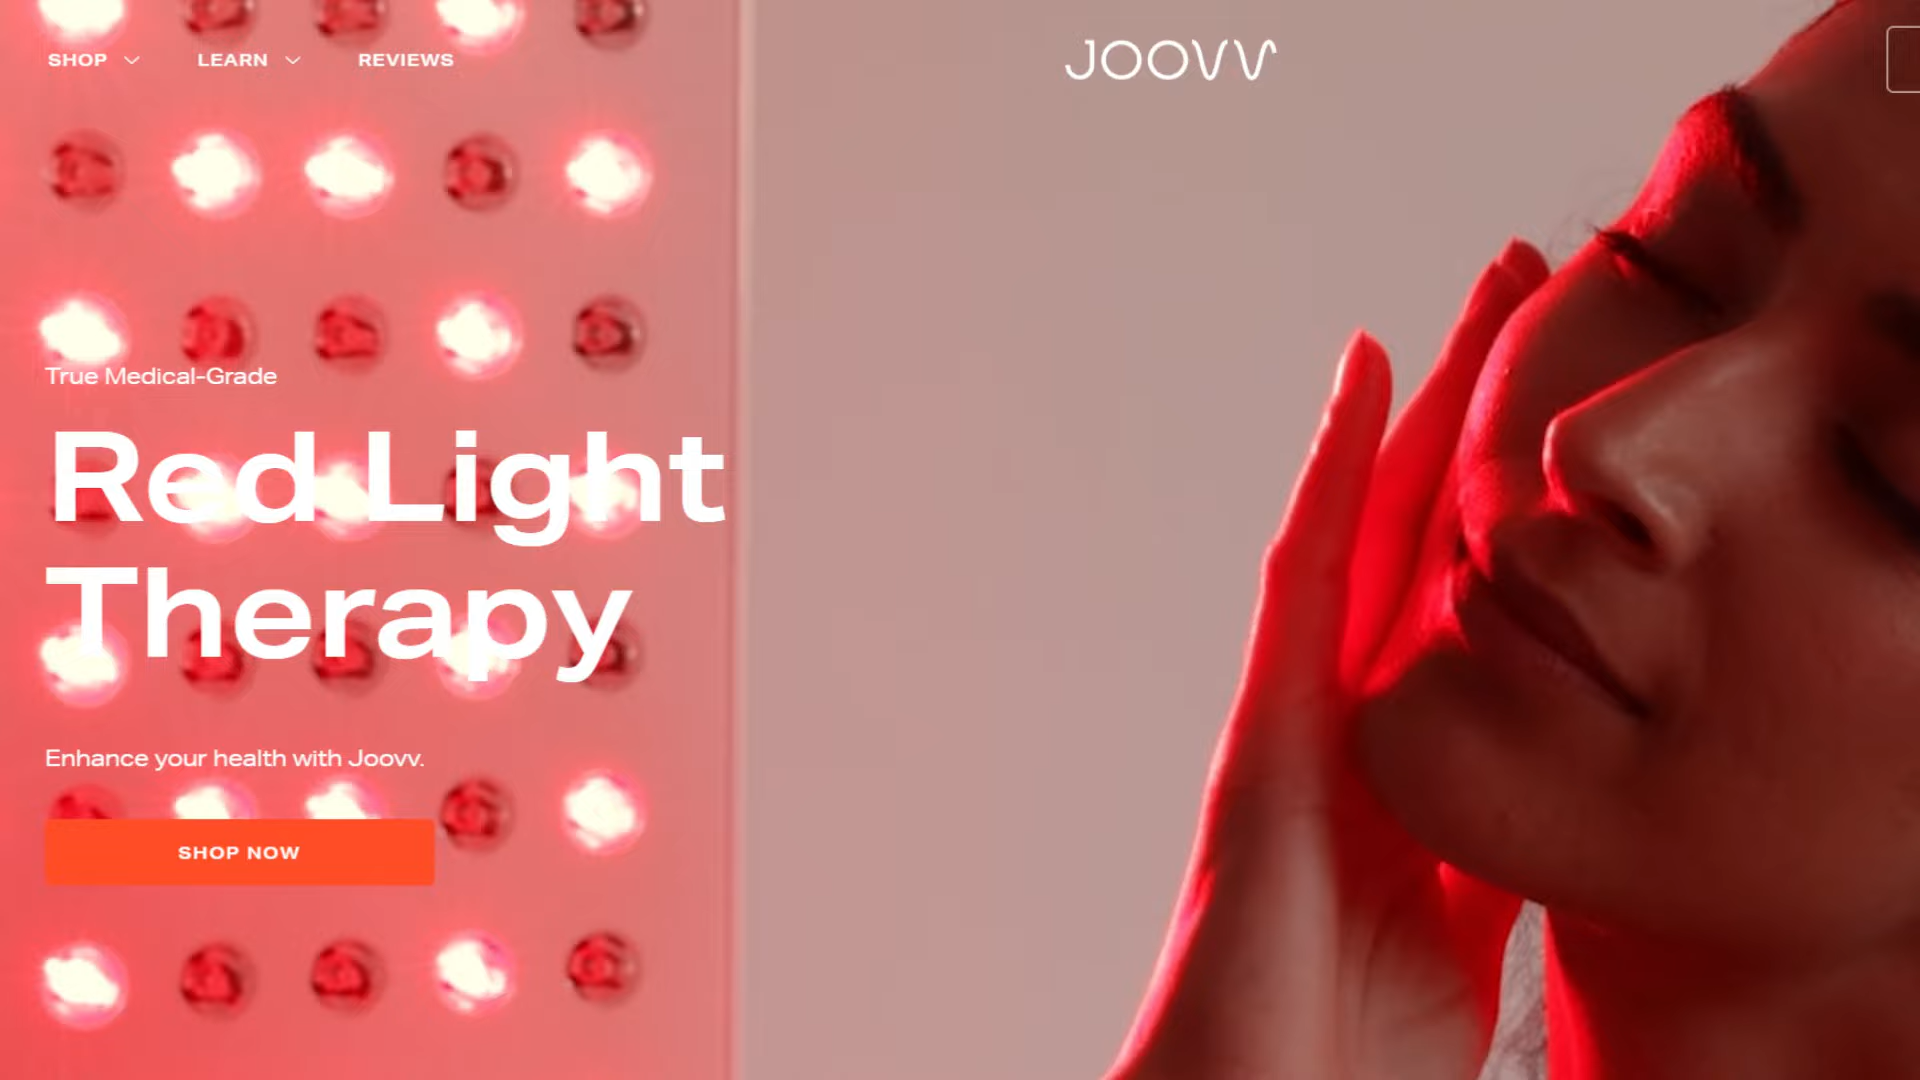 SHOP
LEARN
REVIEWS
JOOVV
True Medical-Grade
Red Light
Therapy
Enhance your health with Joovv.
SHOP NOW